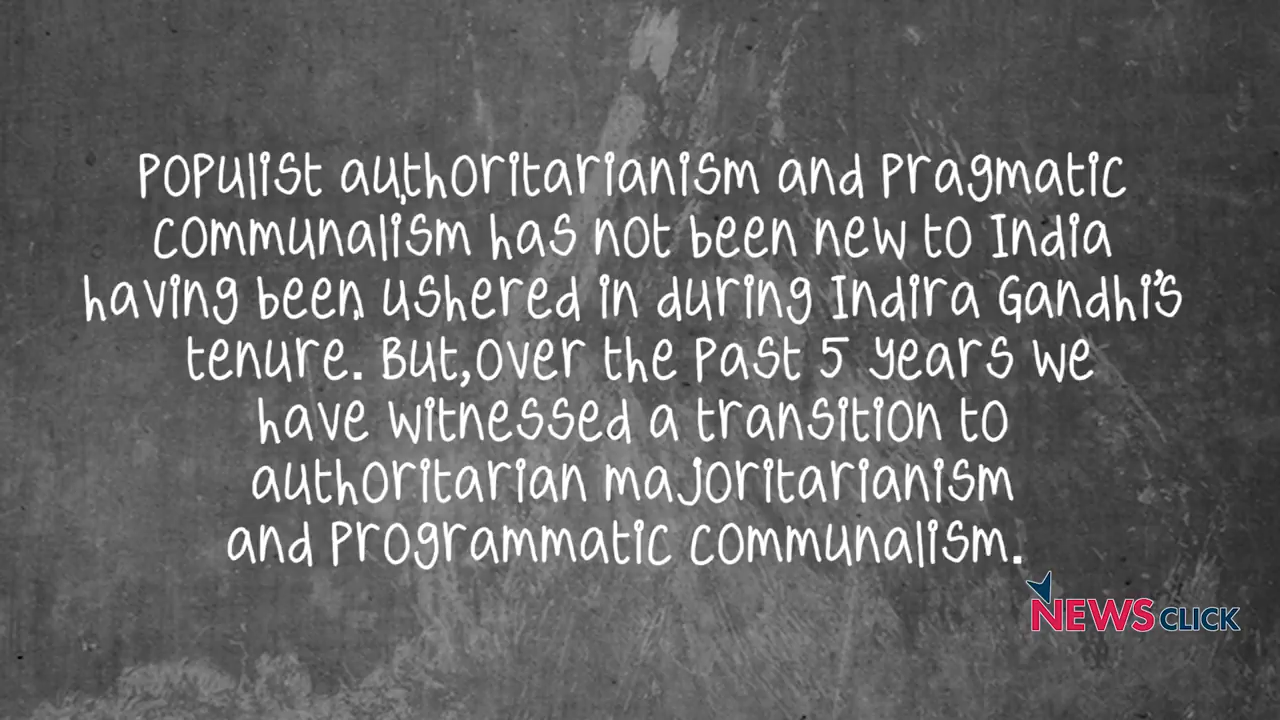 Populist authoritarianism and Pragmatic
communalism has not been new to India
having been ushered in during Indira Gandhi's
tenure. But,over the Past 5 years we
have witnessed a transition to
authoritarian majoritarianism
and Programmatic communalism.
NEWSCLICK